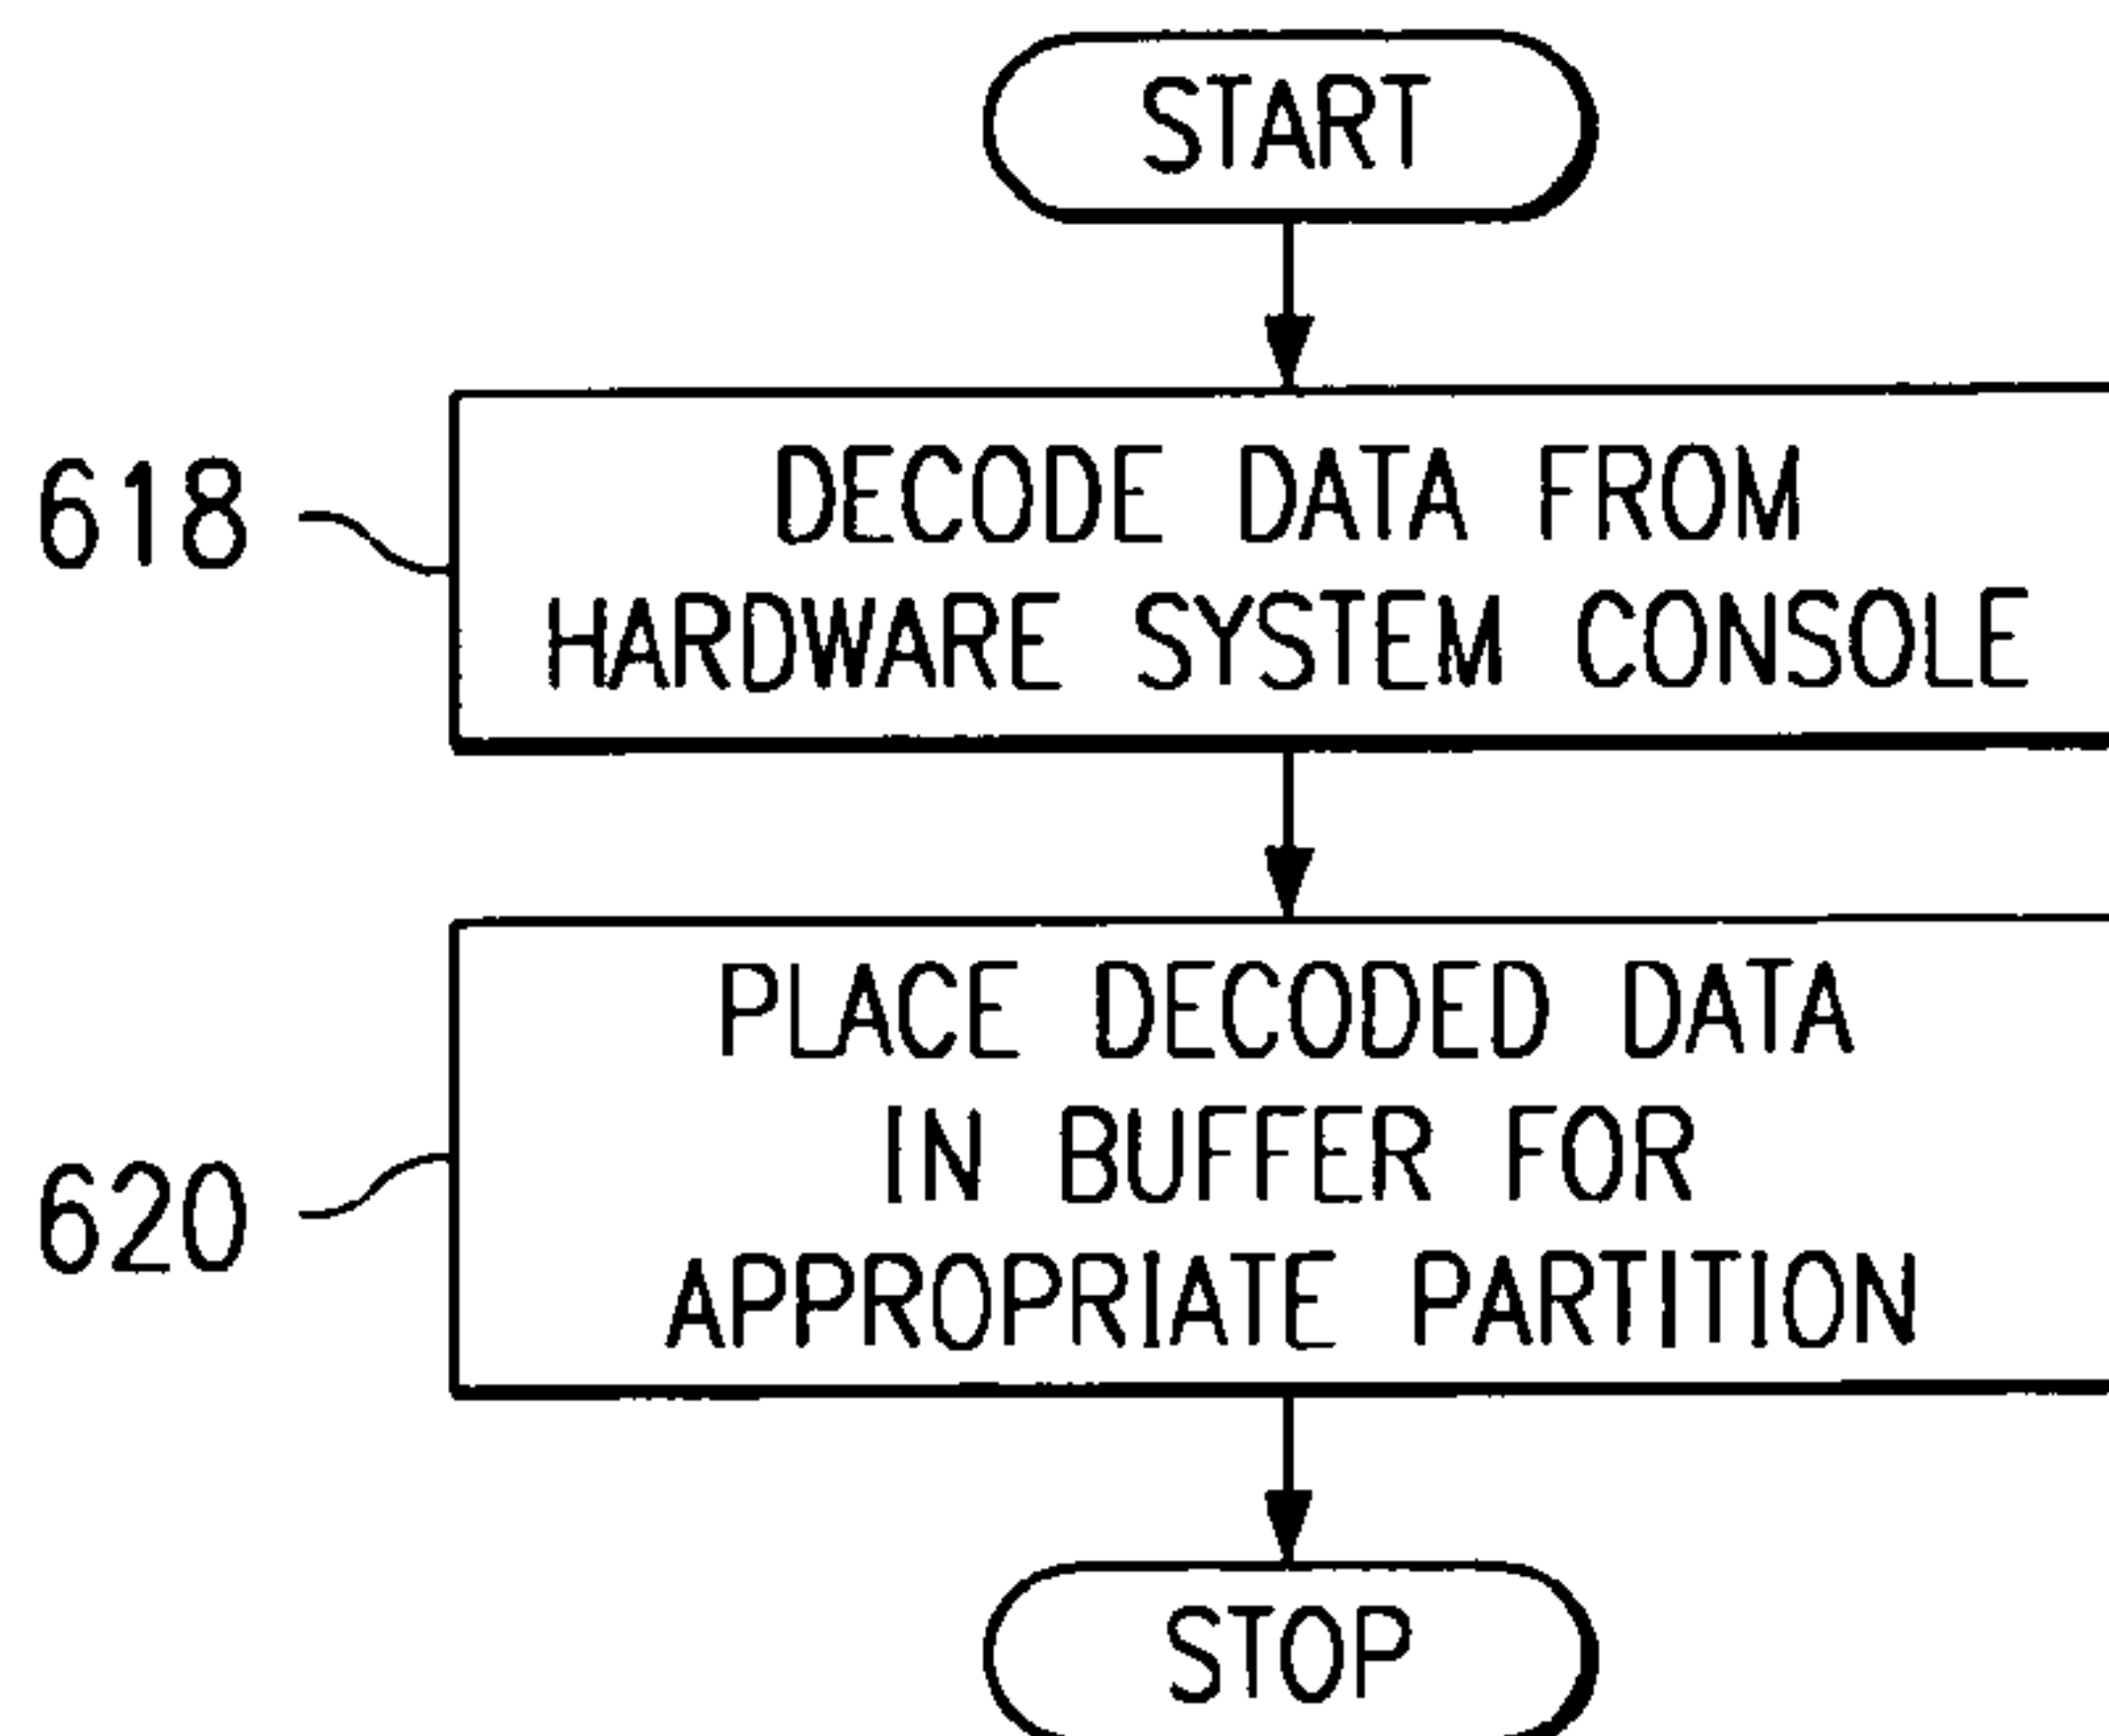 START
618
DECODE DATA FROM
HARDWARE SYSTEM CONSOLE
620
PLACE DECODED DATA
IN BUFFER FOR
APPROPRIATE PARTITION
STOP